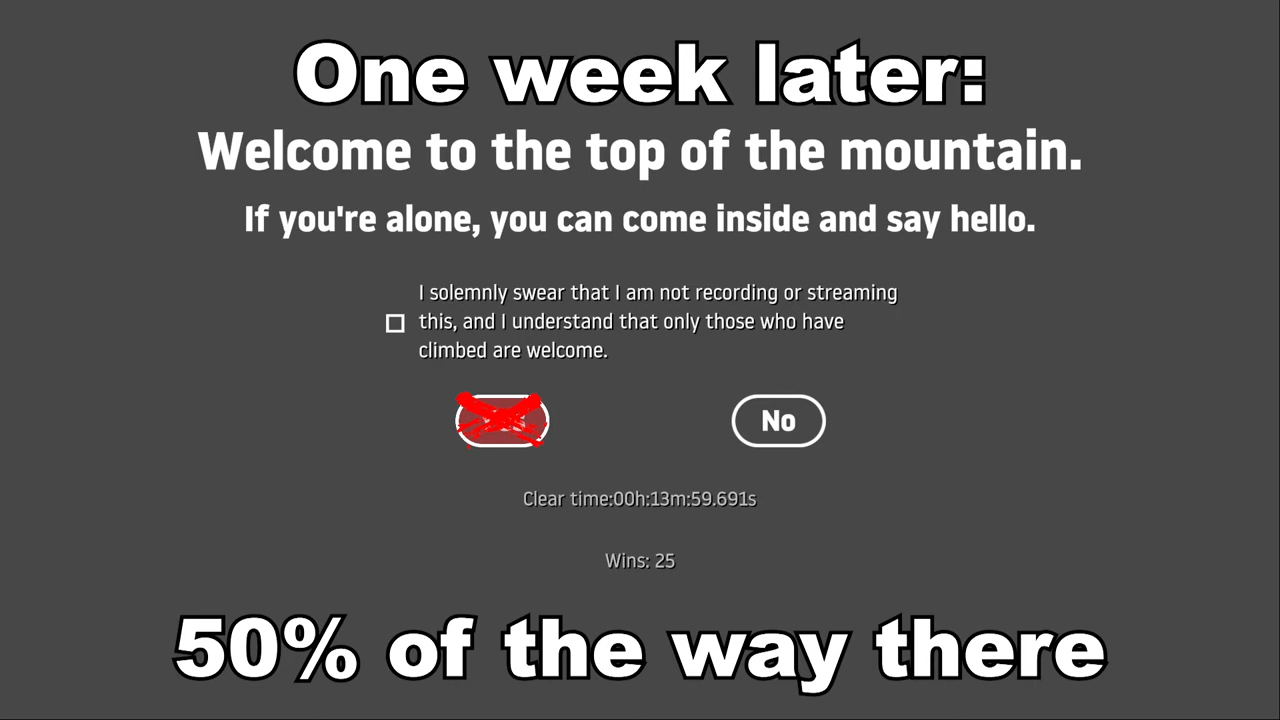 One week later:
Welcome to the top of the mountain.
If you're alone, you can come inside and say hello.
I solemnly swear that I am not recording or streaming
this, and I understand that only those who have
climbed are welcome.
No
Clear time:00h:13m:59.691s
Wins: 25
50% of the way there